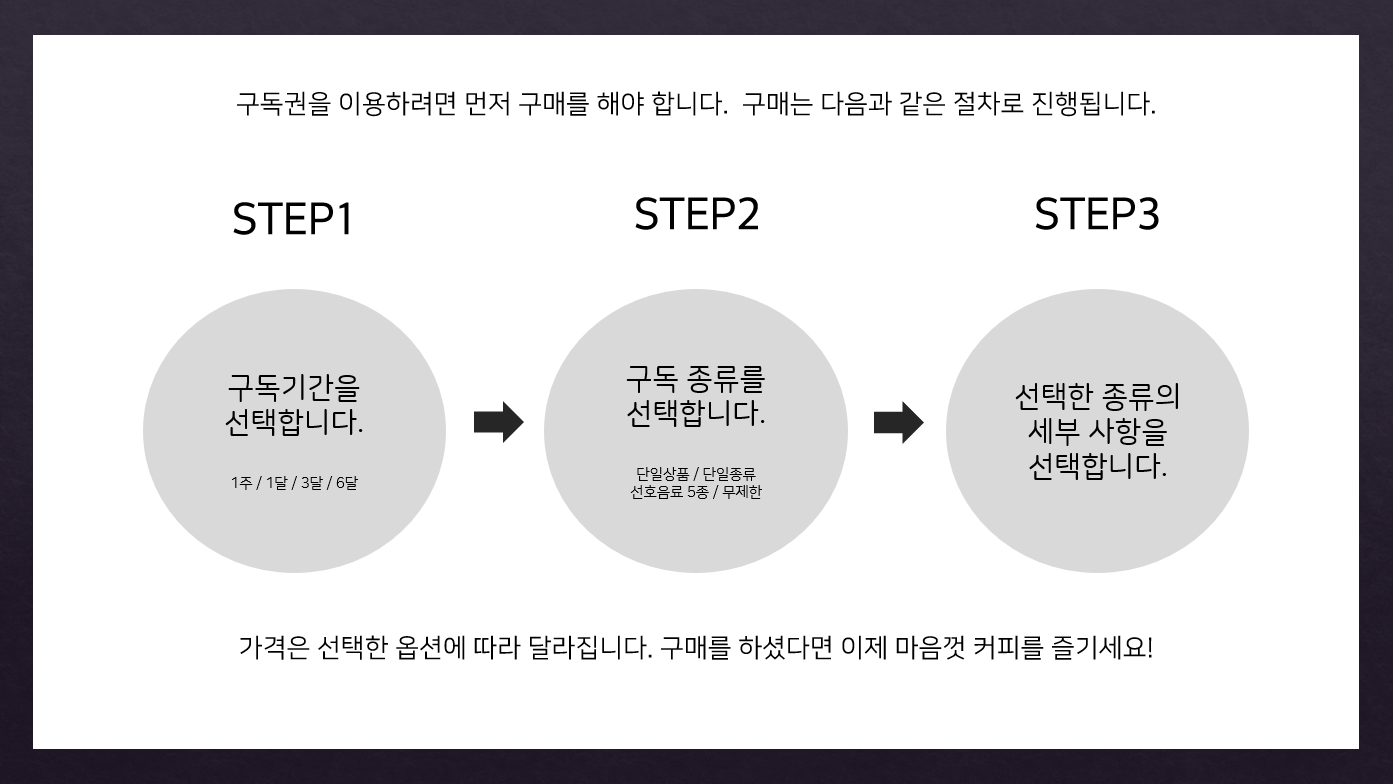 구독권을 이용하려면 먼저 구매를 해야 합니다.  구매는 다음과 같은 절차로 진행됩니다.
STEP1
구독기간을
선택합니다.
1주 / 1달 / 3달 / 6달
STEP2
구독 종류를
선택합니다.
단일상품 / 단일종류
선호음료 5종 / 무제한
STEP3
선택한 종류의
세부 사항을
선택합니다.
가격은 선택한 옵션에 따라 달라집니다. 구매를 하셨다면 이제 마음껏 커피를 즐기세요!